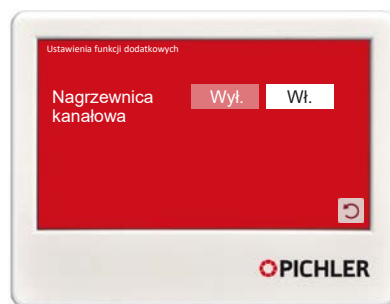 Ustawienia funkcji dodatkowych
Nagrzewnica
kanałowa
Wył.
Wł.
PICHLER